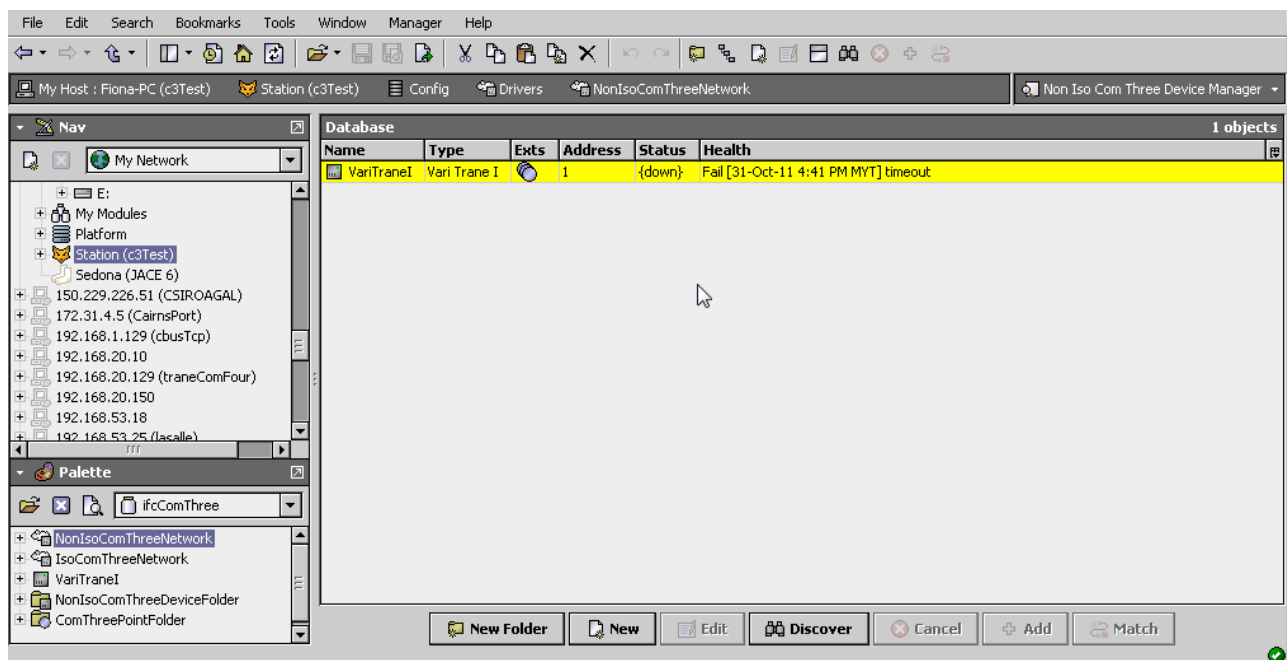 File Edit Search Bookmarks Tools Window Manager Help
My Host : Fiona-PC (c3Test) Station (c3Test) Config Drivers NonIsoComThreeNetwork Non Iso Com Three Device Manager
Nav
My Network
E:
My Modules
Platform
Station (c3Test)
Sedona (JACE 6)
150.229.226.51 (CSIROAGAL)
172.31.4.5 (CairnsPort)
192.168.1.129 (cbusTcp)
192.168.20.10
192.168.20.129 (traneComFour)
192.168.20.150
192.168.53.18
192.168.53.25 (lasalle)
Palette
ifcComThree
NonIsoComThreeNetwork
IsoComThreeNetwork
VariTraneI
NonIsoComThreeDeviceFolder
ComThreePointFolder
Database 1 objects
Name Type Exts Address Status Health
VariTraneI Vari Trane I 1 {down} Fail [31-Oct-11 4:41 PM MYT] timeout
New Folder New Edit Discover Cancel Add Match